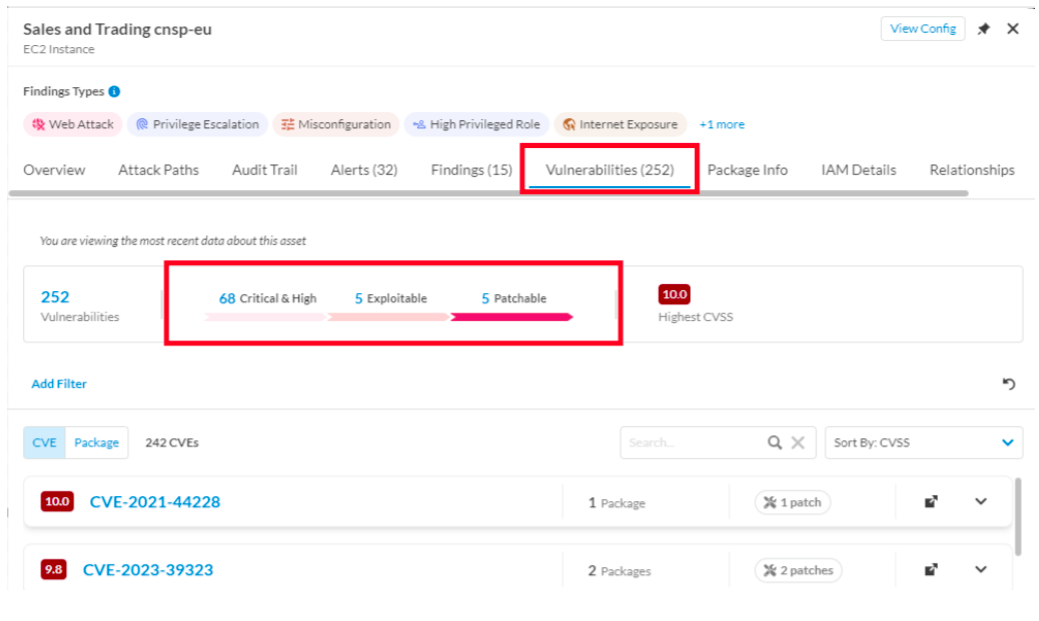 Sales and Trading cnsp-eu
View Config
EC2 Instance
Findings Types
Web Attack Privilege Escalation Misconfiguration High Privileged Role Internet Exposure +1 more
Overview Attack Paths Audit Trail Alerts (32) Findings (15) Vulnerabilities (252) Package Info IAM Details Relationships
You are viewing the most recent data about this asset
252 68 Critical & High 5 Exploitable 5 Patchable 10.0
Vulnerabilities Highest CVSS
Add Filter
CVE Package 242 CVEs Search... Sort By: CVSS
10.0 CVE-2021-44228 1 Package 1 patch
9.8 CVE-2023-39323 2 Packages 2 patches